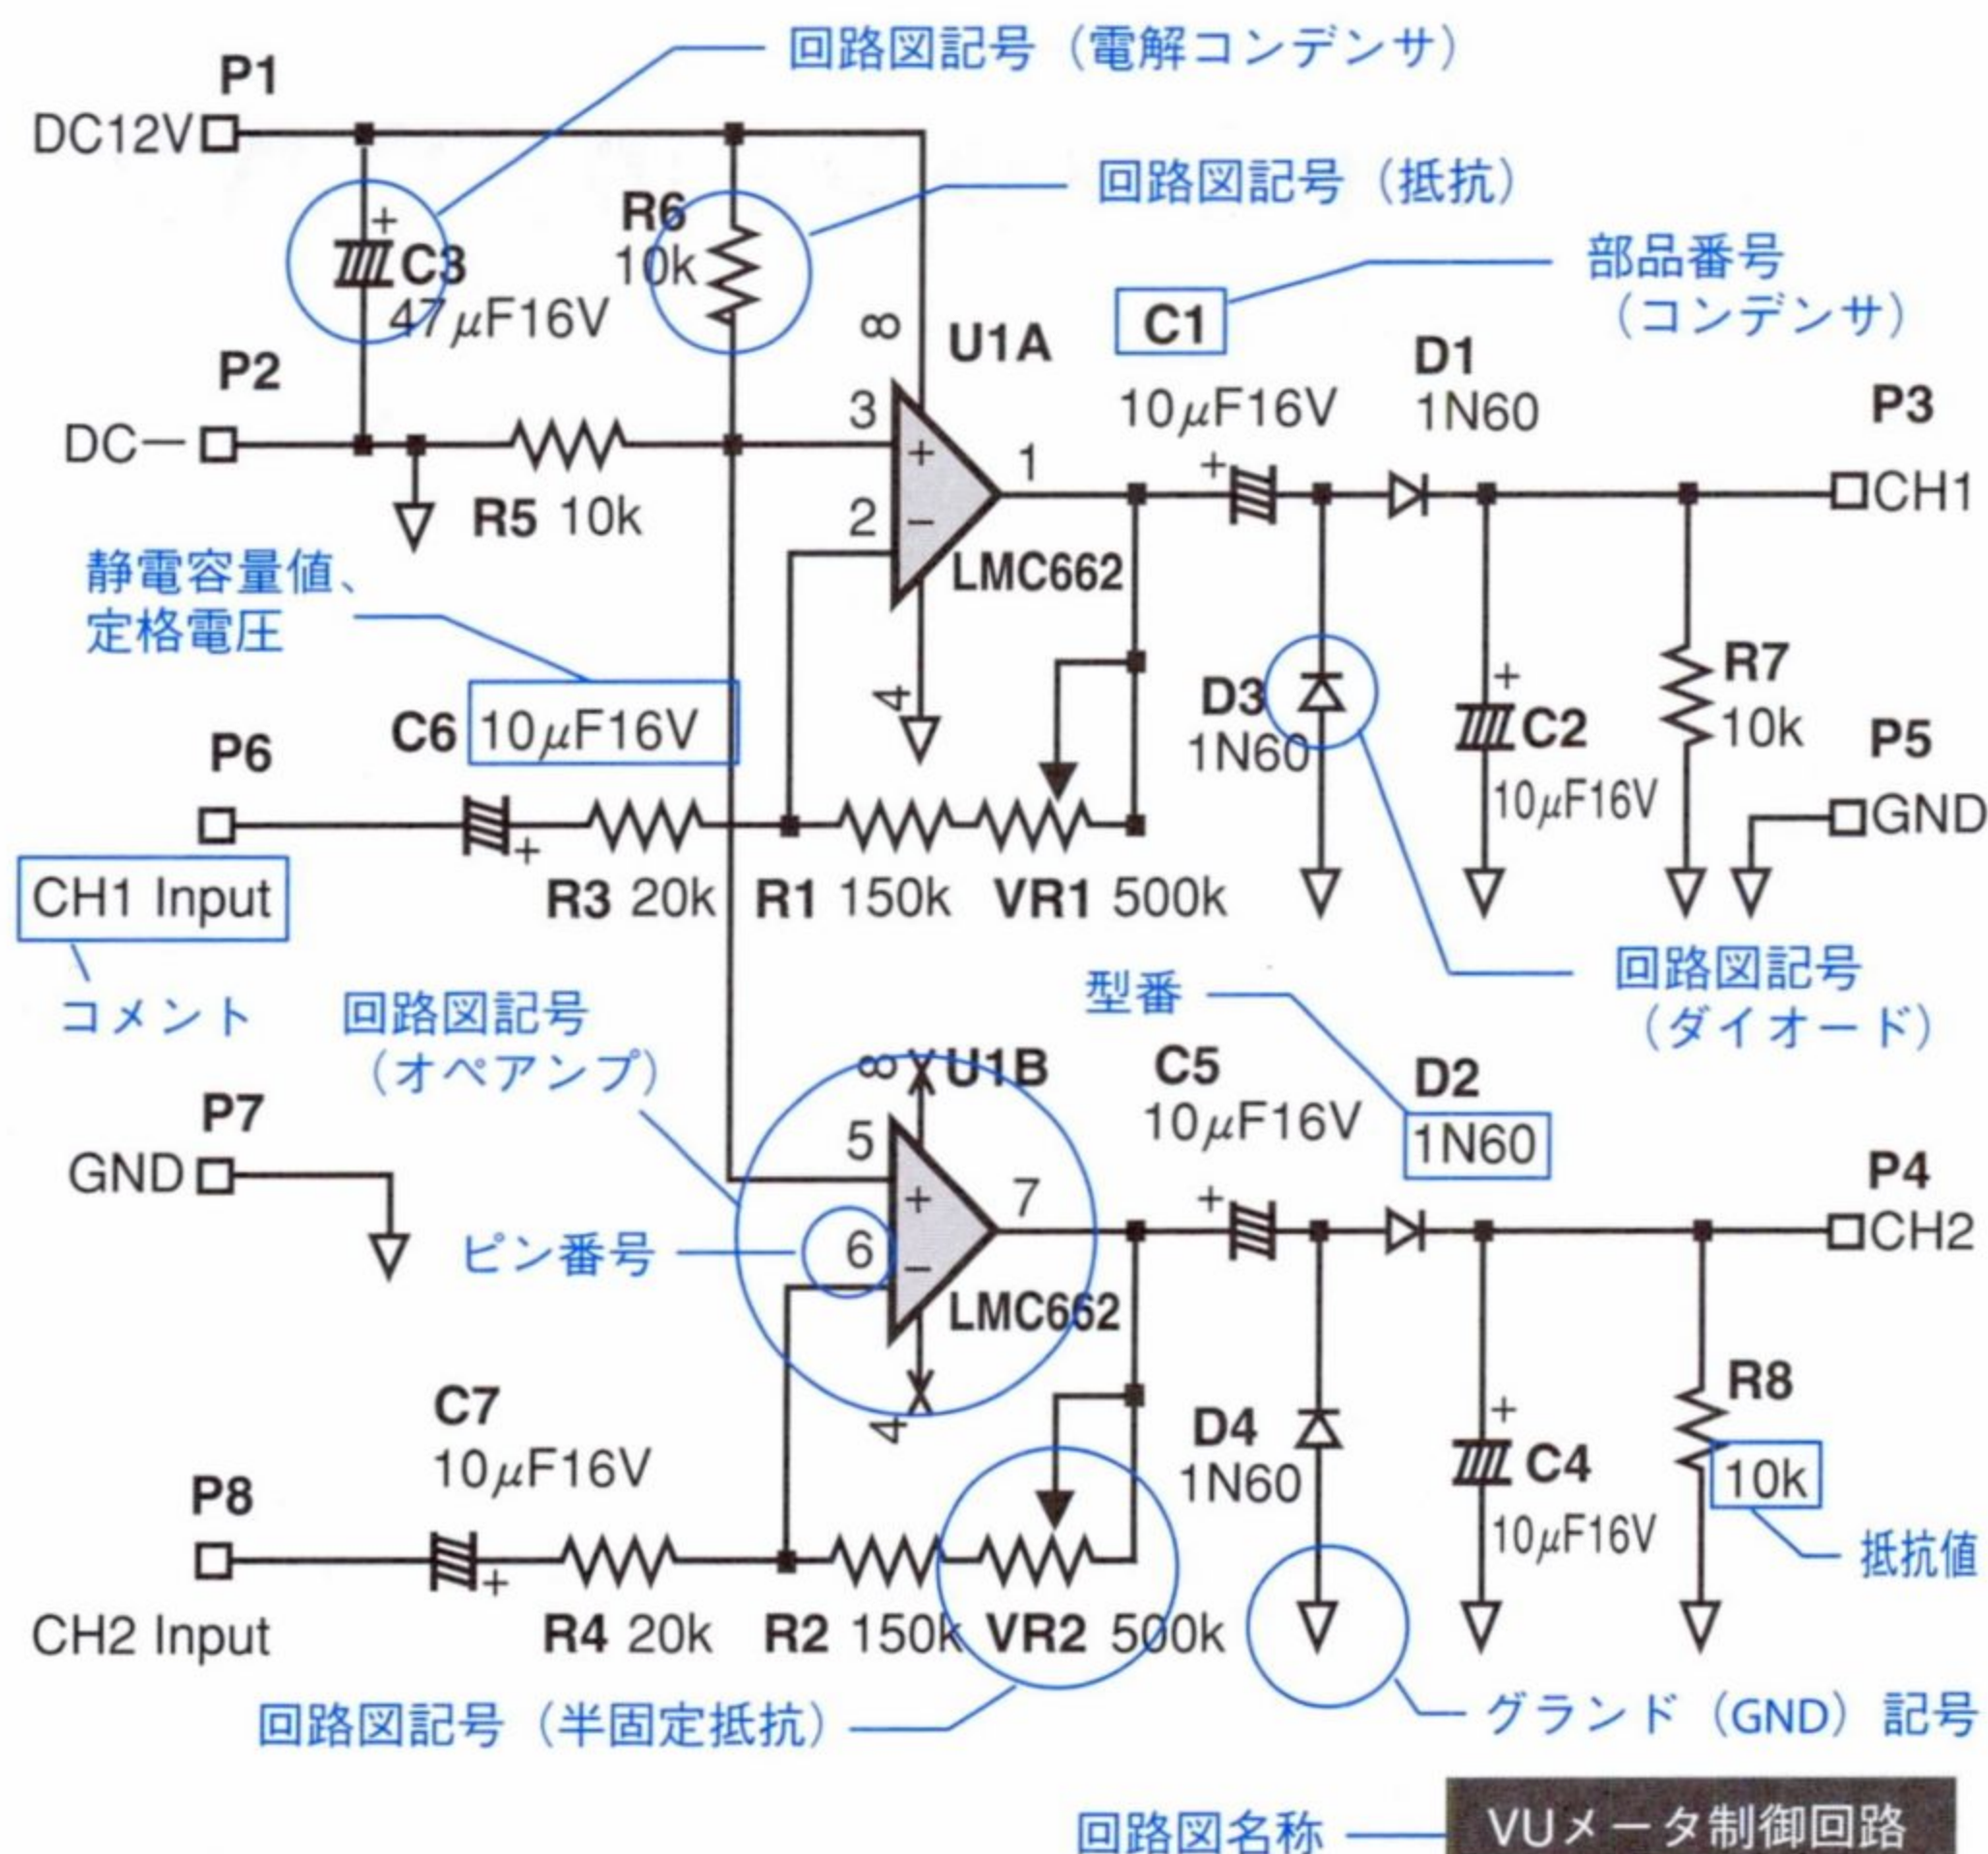 回路図記号（電解コンデンサ）
P1
DC12V
回路図記号（抵抗）
+
C3
47μF16V
R6
10k
部品番号
（コンデンサ）
C1
10μF16V
8
U1A
D1
1N60
P2
DC－
R5 10k
3
+
2
−
1
LMC662
4
+
P3
CH1
静電容量値、
定格電圧
C6 10μF16V
P6
+
CH1 Input
コメント
R3 20k
R1 150k
VR1 500k
D3
1N60
+
C2
10μF16V
R7
10k
P5
GND
回路図記号
（ダイオード）
型番
回路図記号
（オペアンプ）
8
U1B
C5
10μF16V
D2
1N60
P7
GND
5
+
ピン番号
6
−
7
LMC662
4
+
P4
CH2
C7
10μF16V
P8
+
CH2 Input
R4 20k
R2 150k
VR2 500k
D4
1N60
+
C4
10μF16V
R8
10k
抵抗値
回路図記号（半固定抵抗）
グランド（GND）記号
回路図名称
VUメータ制御回路